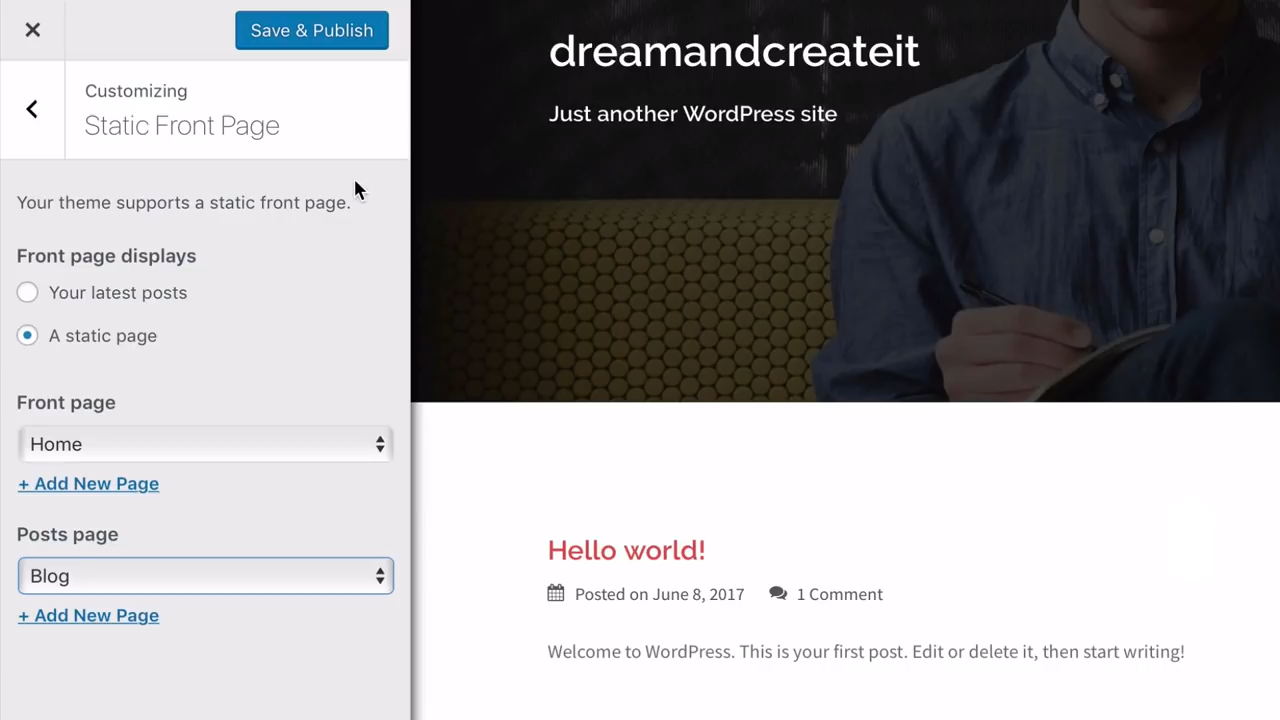 Save & Publish
Customizing
Static Front Page
Your theme supports a static front page.
Front page displays
Your latest posts
A static page
Front page
Home
+ Add New Page
Posts page
Blog
+ Add New Page
dreamandcreateit
Just another WordPress site
Hello world!
Posted on June 8, 2017 1 Comment
Welcome to WordPress. This is your first post. Edit or delete it, then start writing!